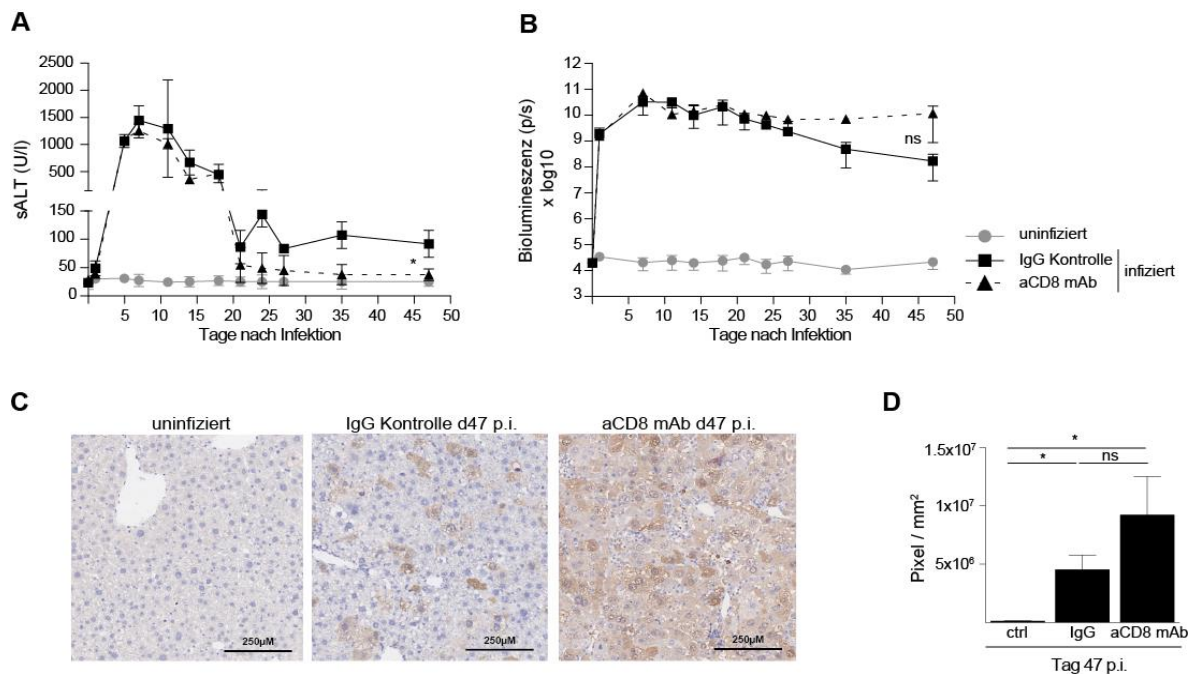 A
sALT (U/l)
2500
2000
1500
1000
500
150
100
50
0
*
5 10 15 20 25 30 35 40 45 50
Tage nach Infektion
B
Biolumineszenz (p/s)
x log10
12
11
10
9
8
7
6
5
4
3
ns
5 10 15 20 25 30 35 40 45 50
Tage nach Infektion
uninfiziert
IgG Kontrolle
aCD8 mAb
infiziert
C
uninfiziert
IgG Kontrolle d47 p.i.
aCD8 mAb d47 p.i.
250µM
250µM
250µM
D
Pixel / mm²
1.5x10⁷
1x10⁷
5x10⁶
*
* ns
ctrl IgG aCD8 mAb
Tag 47 p.i.